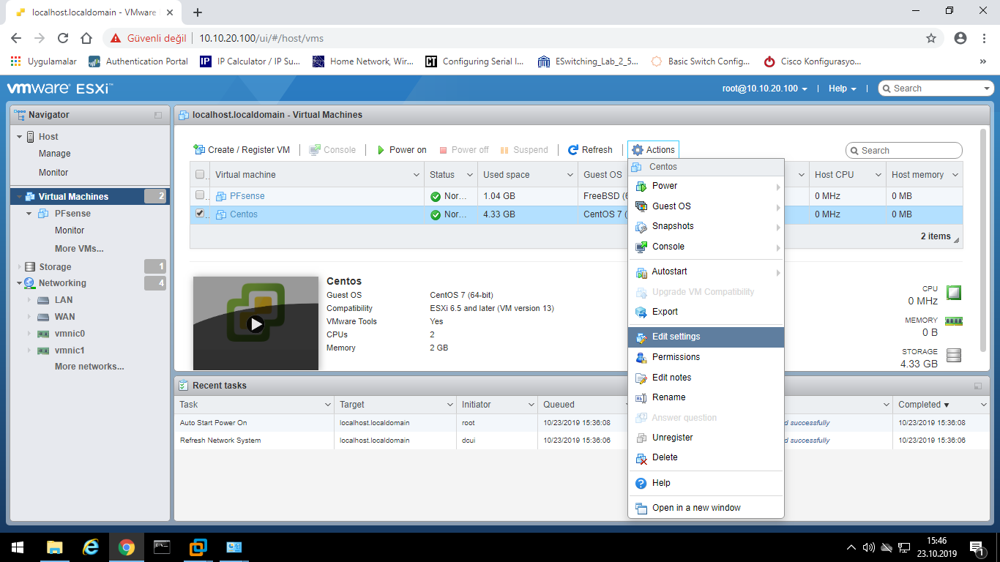 localhost.localdomain - VMware
Güvenli değil
10.10.20.100/ui/#/host/vms
Uygulamalar
Authentication Portal
IP
IP Calculator / IP Su...
Home Network, Wir...
CT
Configuring Serial I...
ESwitching_Lab_2_5...
Basic Switch Config...
Cisco Konfigurasyo...
»
vmware ESXi™
root@10.10.20.100
Help
Search
Navigator
Host
Manage
Monitor
Virtual Machines 2
PFsense
Monitor
More VMs...
Storage 1
Networking 4
LAN
WAN
vmnic0
vmnic1
More networks...
localhost.localdomain - Virtual Machines
Create / Register VM
Console
Power on
Power off
Suspend
Refresh
Actions
Search
Virtual machine Status Used space Guest OS Host CPU Host memory
PFsense Nor... 1.04 GB FreeBSD (6 0 MHz 0 MB
Centos Nor... 4.33 GB CentOS 7 ( 0 MHz 0 MB
2 items
Centos
Guest OS CentOS 7 (64-bit)
Compatibility ESXi 6.5 and later (VM version 13)
VMware Tools Yes
CPUs 2
Memory 2 GB
CPU
0 MHz
MEMORY
0 B
STORAGE
4.33 GB
Centos
Power
Guest OS
Snapshots
Console
Autostart
Upgrade VM Compatibility
Export
Edit settings
Permissions
Edit notes
Rename
Answer question
Unregister
Delete
Help
Open in a new window
Recent tasks
Task Target Initiator Queued Completed ▼
Auto Start Power On localhost.localdomain root 10/23/2019 15:36:08 d successfully 10/23/2019 15:36:08
Refresh Network System localhost.localdomain dcui 10/23/2019 15:36:06 d successfully 10/23/2019 15:36:06
15:46
23.10.2019
1